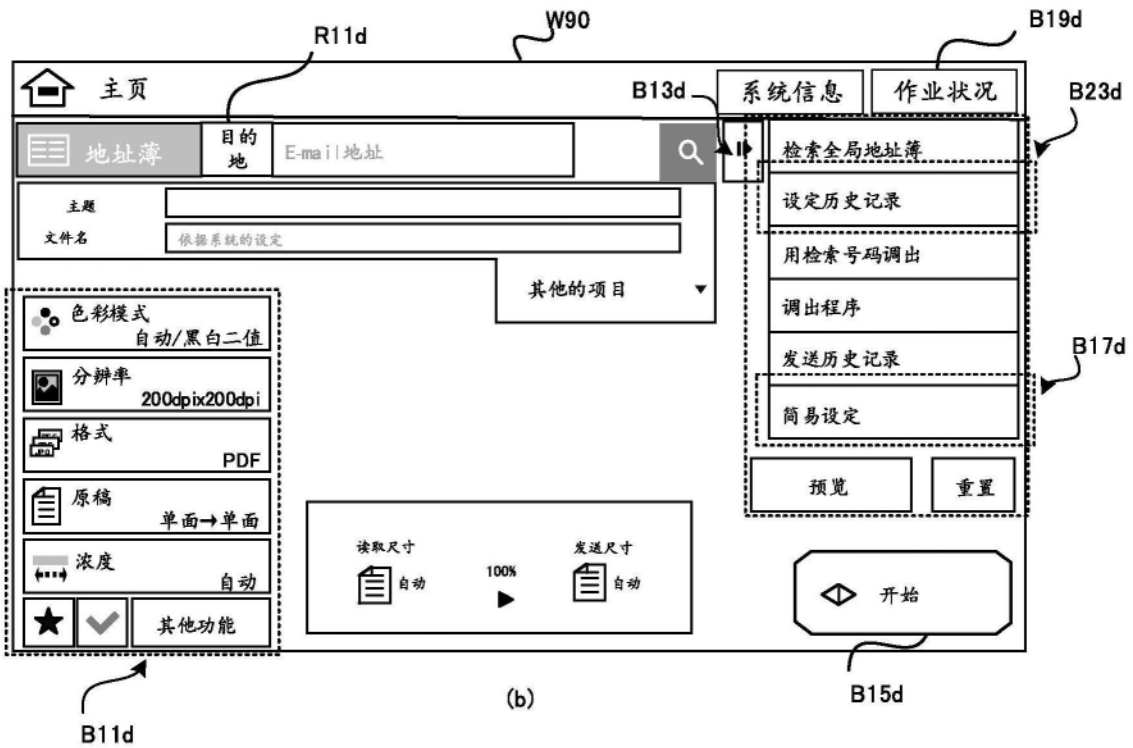 W90
B19d
R11d
B13d
B23d
主页
系统信息
作业状况
地址薄
目的
地
E-mail地址
检索全局地址薄
设定历史记录
用检索号码调出
调出程序
发送历史记录
简易设定
主题
文件名
依据系统的设定
其他的项目
B17d
色彩模式
自动/黑白二值
分辨率
200dpix200dpi
格式
PDF
原稿
单面→单面
浓度
自动
其他功能
读取尺寸
自动
100%
发送尺寸
自动
预览
重置
开始
B15d
B11d
(b)